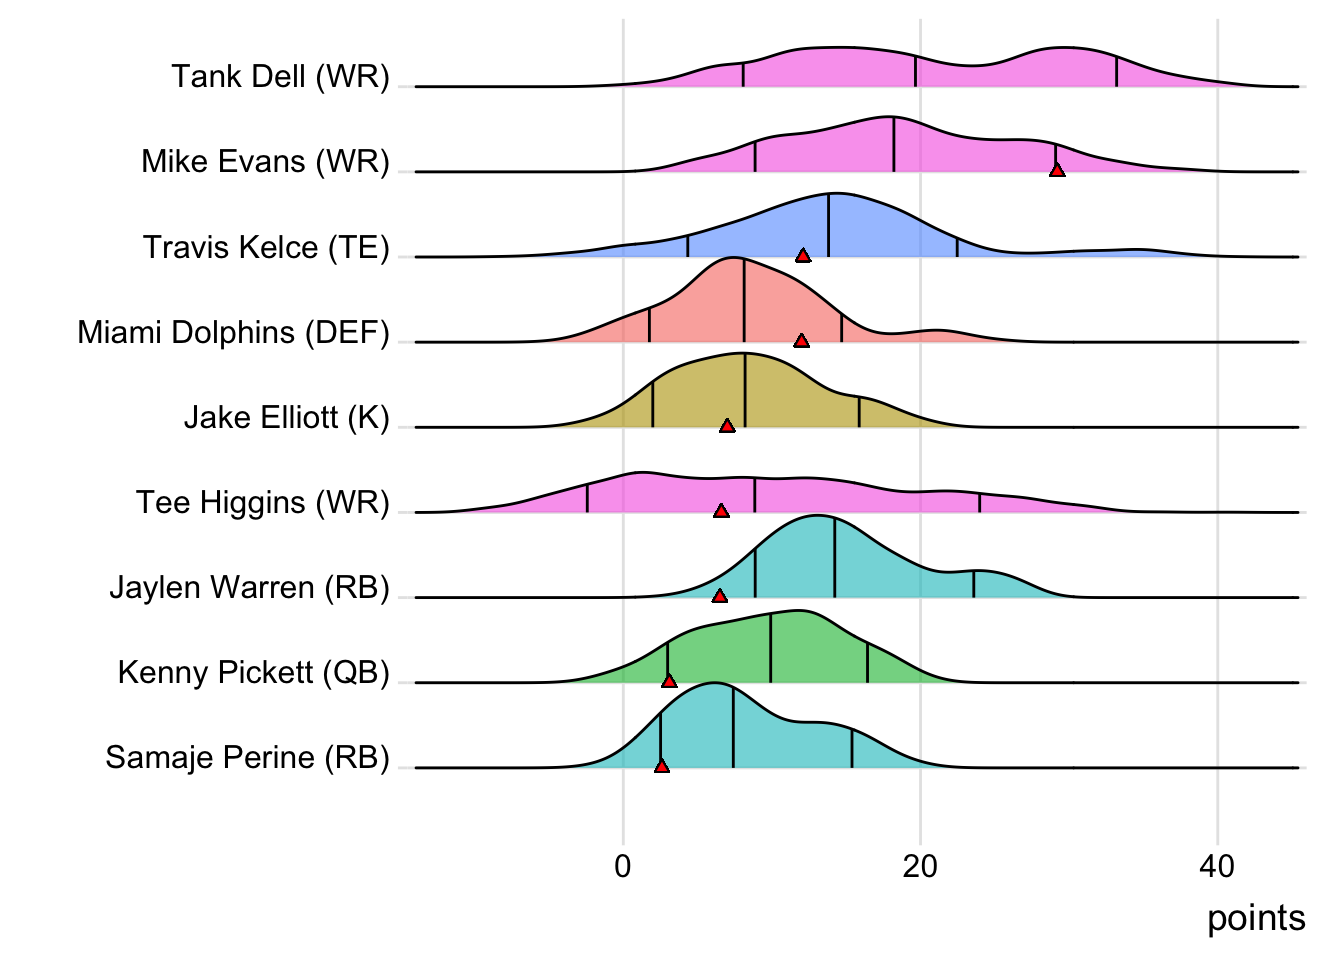 Tank Dell (WR)
Mike Evans (WR)
Travis Kelce (TE)
Miami Dolphins (DEF)
Jake Elliott (K)
Tee Higgins (WR)
Jaylen Warren (RB)
Kenny Pickett (QB)
Samaje Perine (RB)
0 20 40
points